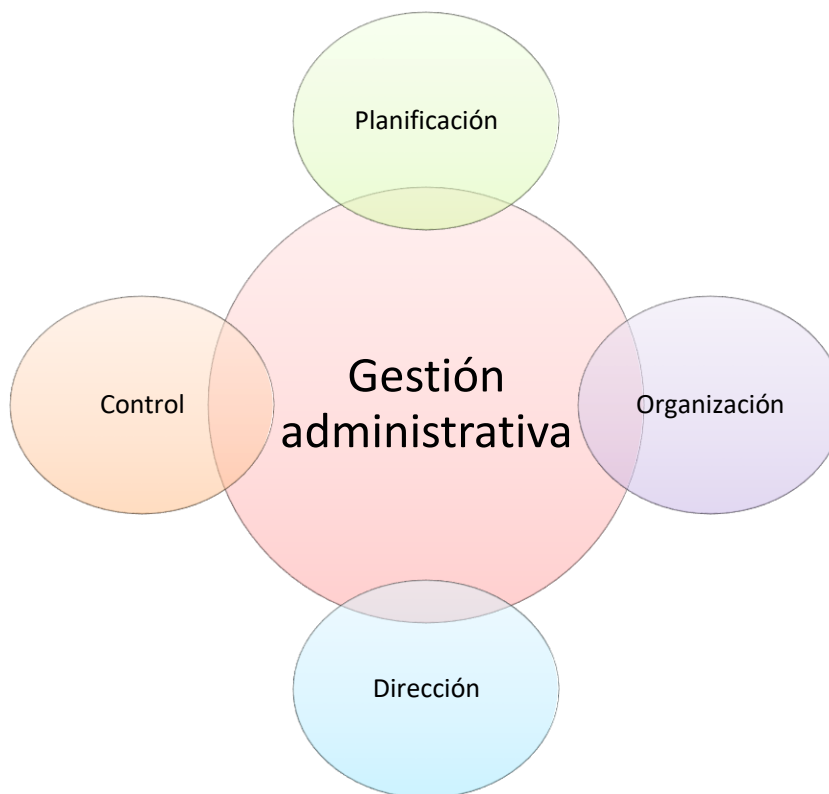 Planificación
Control
Gestión
administrativa
Organización
Dirección